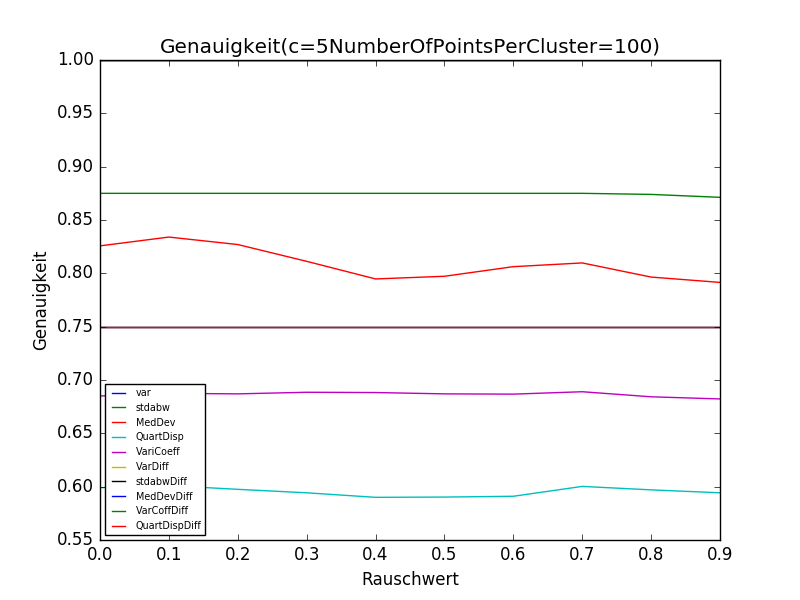 Genauigkeit(c=5NumberOfPointsPerCluster=100)
1.00
0.95
0.90
0.85
0.80
0.75
0.70
0.65
0.60
0.55
Genauigkeit
var
stdabw
MedDev
QuartDisp
VariCoeff
VarDiff
stdabwDiff
MedDevDiff
VarCoffDiff
QuartDispDiff
0.0 0.1 0.2 0.3 0.4 0.5 0.6 0.7 0.8 0.9
Rauschwert